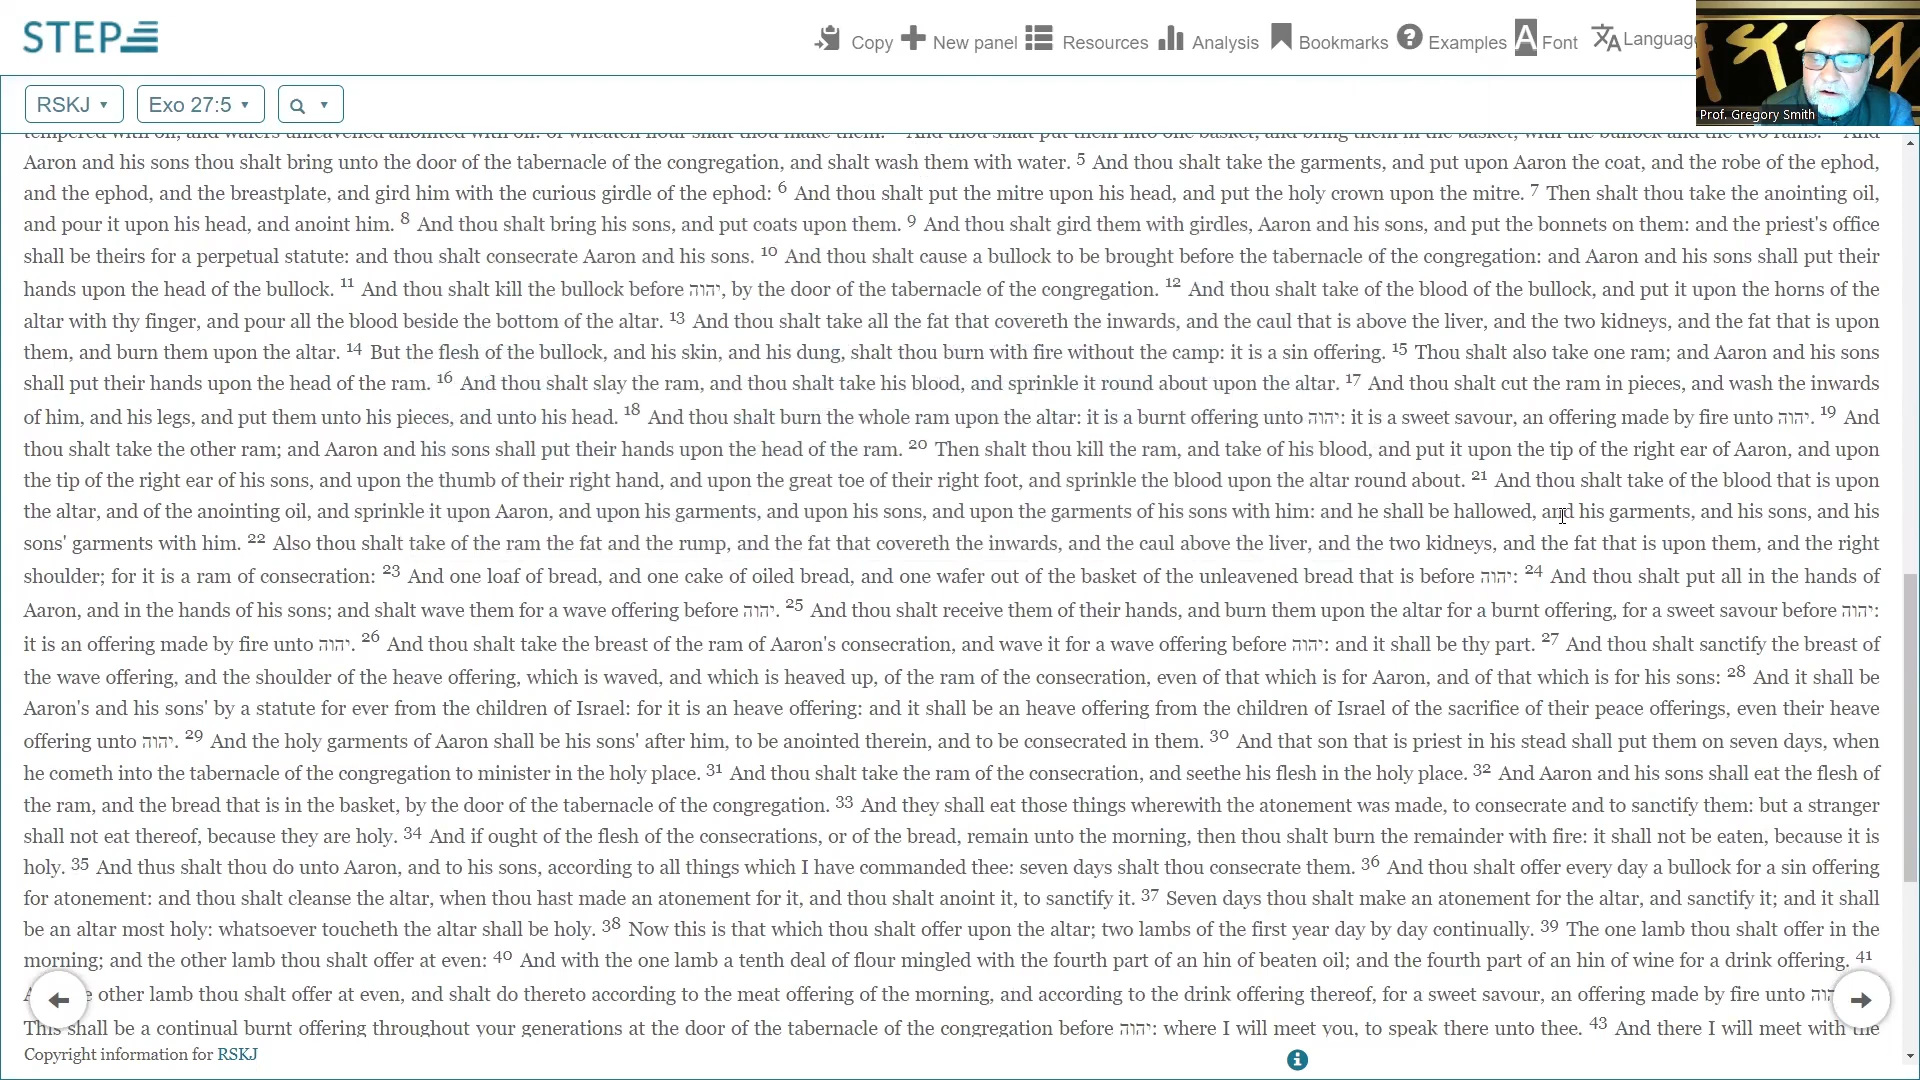 STEP
Copy New panel Resources Analysis Bookmarks Examples Font Languag
Prof. Gregory Smith
RSKJ Exo 27:5
tempered with oil, and wafers unleavened anointed with oil: of wheaten flour shalt thou make them. And thou shalt put them into one basket, and bring them in the basket, with the bullock and the two rams. And
Aaron and his sons thou shalt bring unto the door of the tabernacle of the congregation, and shalt wash them with water. 5 And thou shalt take the garments, and put upon Aaron the coat, and the robe of the ephod,
and the ephod, and the breastplate, and gird him with the curious girdle of the ephod: 6 And thou shalt put the mitre upon his head, and put the holy crown upon the mitre. 7 Then shalt thou take the anointing oil,
and pour it upon his head, and anoint him. 8 And thou shalt bring his sons, and put coats upon them. 9 And thou shalt gird them with girdles, Aaron and his sons, and put the bonnets on them: and the priest's office
shall be theirs for a perpetual statute: and thou shalt consecrate Aaron and his sons. 10 And thou shalt cause a bullock to be brought before the tabernacle of the congregation: and Aaron and his sons shall put their
hands upon the head of the bullock. 11 And thou shalt kill the bullock before יהוה, by the door of the tabernacle of the congregation. 12 And thou shalt take of the blood of the bullock, and put it upon the horns of the
altar with thy finger, and pour all the blood beside the bottom of the altar. 13 And thou shalt take all the fat that covereth the inwards, and the caul that is above the liver, and the two kidneys, and the fat that is upon
them, and burn them upon the altar. 14 But the flesh of the bullock, and his skin, and his dung, shalt thou burn with fire without the camp: it is a sin offering. 15 Thou shalt also take one ram; and Aaron and his sons
shall put their hands upon the head of the ram. 16 And thou shalt slay the ram, and thou shalt take his blood, and sprinkle it round about upon the altar. 17 And thou shalt cut the ram in pieces, and wash the inwards
of him, and his legs, and put them unto his pieces, and unto his head. 18 And thou shalt burn the whole ram upon the altar: it is a burnt offering unto יהוה: it is a sweet savour, an offering made by fire unto יהוה. 19 And
thou shalt take the other ram; and Aaron and his sons shall put their hands upon the head of the ram. 20 Then shalt thou kill the ram, and take of his blood, and put it upon the tip of the right ear of Aaron, and upon
the tip of the right ear of his sons, and upon the thumb of their right hand, and upon the great toe of their right foot, and sprinkle the blood upon the altar round about. 21 And thou shalt take of the blood that is upon
the altar, and of the anointing oil, and sprinkle it upon Aaron, and upon his garments, and upon his sons, and upon the garments of his sons with him: and he shall be hallowed, and his garments, and his sons, and his
sons' garments with him. 22 Also thou shalt take of the ram the fat and the rump, and the fat that covereth the inwards, and the caul above the liver, and the two kidneys, and the fat that is upon them, and the right
shoulder; for it is a ram of consecration: 23 And one loaf of bread, and one cake of oiled bread, and one wafer out of the basket of the unleavened bread that is before יהוה: 24 And thou shalt put all in the hands of
Aaron, and in the hands of his sons; and shalt wave them for a wave offering before יהוה. 25 And thou shalt receive them of their hands, and burn them upon the altar for a burnt offering, for a sweet savour before יהוה:
it is an offering made by fire unto יהוה. 26 And thou shalt take the breast of the ram of Aaron's consecration, and wave it for a wave offering before יהוה: and it shall be thy part. 27 And thou shalt sanctify the breast of
the wave offering, and the shoulder of the heave offering, which is waved, and which is heaved up, of the ram of the consecration, even of that which is for Aaron, and of that which is for his sons: 28 And it shall be
Aaron's and his sons' by a statute for ever from the children of Israel: for it is an heave offering: and it shall be an heave offering from the children of Israel of the sacrifice of their peace offerings, even their heave
offering unto יהוה. 29 And the holy garments of Aaron shall be his sons' after him, to be anointed therein, and to be consecrated in them. 30 And that son that is priest in his stead shall put them on seven days, when
he cometh into the tabernacle of the congregation to minister in the holy place. 31 And thou shalt take the ram of the consecration, and seethe his flesh in the holy place. 32 And Aaron and his sons shall eat the flesh of
the ram, and the bread that is in the basket, by the door of the tabernacle of the congregation. 33 And they shall eat those things wherewith the atonement was made, to consecrate and to sanctify them: but a stranger
shall not eat thereof, because they are holy. 34 And if ought of the flesh of the consecrations, or of the bread, remain unto the morning, then thou shalt burn the remainder with fire: it shall not be eaten, because it is
holy. 35 And thus shalt thou do unto Aaron, and to his sons, according to all things which I have commanded thee: seven days shalt thou consecrate them. 36 And thou shalt offer every day a bullock for a sin offering
for atonement: and thou shalt cleanse the altar, when thou hast made an atonement for it, and thou shalt anoint it, to sanctify it. 37 Seven days thou shalt make an atonement for the altar, and sanctify it; and it shall
be an altar most holy: whatsoever toucheth the altar shall be holy. 38 Now this is that which thou shalt offer upon the altar; two lambs of the first year day by day continually. 39 The one lamb thou shalt offer in the
morning; and the other lamb thou shalt offer at even: 40 And with the one lamb a tenth deal of flour mingled with the fourth part of an hin of beaten oil; and the fourth part of an hin of wine for a drink offering. 41
other lamb thou shalt offer at even, and shalt do thereto according to the meat offering of the morning, and according to the drink offering thereof, for a sweet savour, an offering made by fire unto
This shall be a continual burnt offering throughout your generations at the door of the tabernacle of the congregation before יהוה: where I will meet you, to speak there unto thee. 43 And there I will meet with the
Copyright information for RSKJ